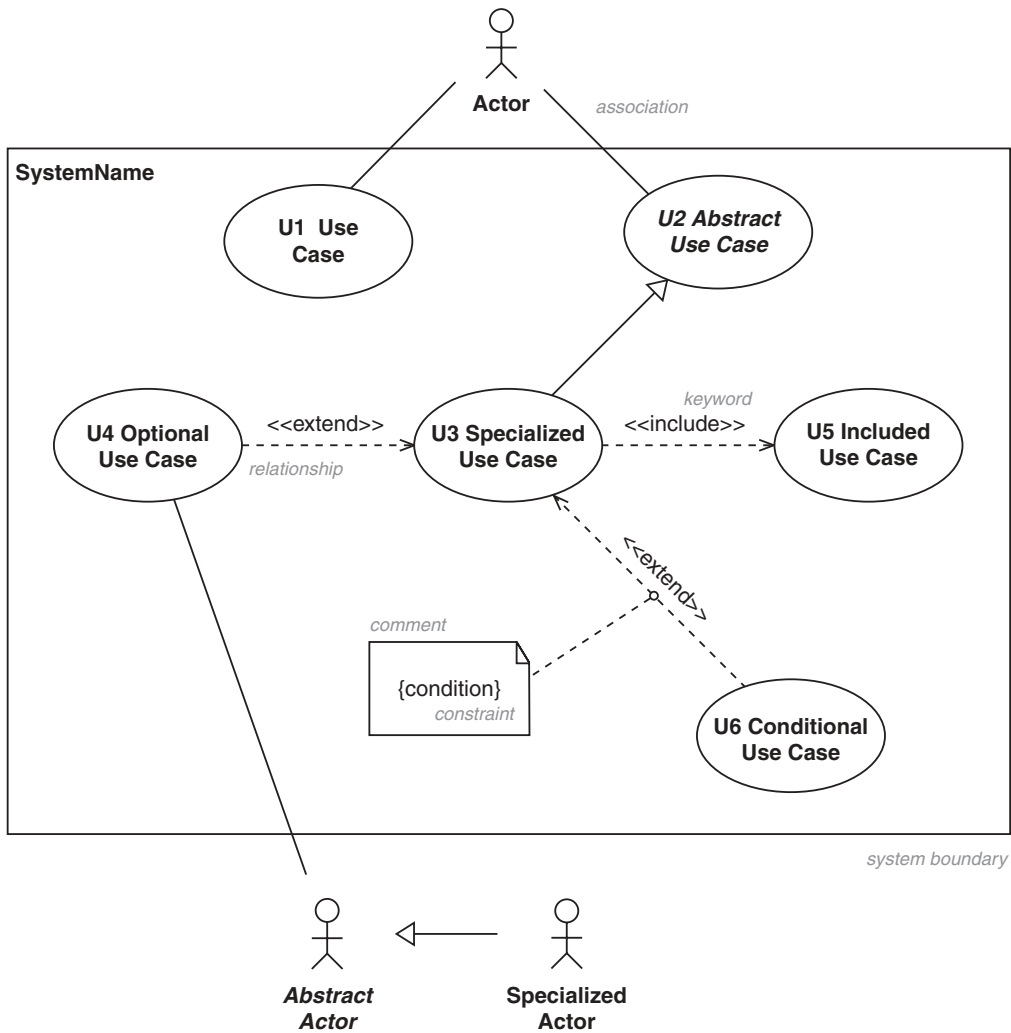 Actor
association
SystemName
U1 Use
Case
U2 Abstract
Use Case
U4 Optional
Use Case
<<extend>>
relationship
U3 Specialized
Use Case
keyword
<<include>>
U5 Included
Use Case
<<extend>>
comment
{condition}
constraint
U6 Conditional
Use Case
system boundary
Abstract
Actor
Specialized
Actor